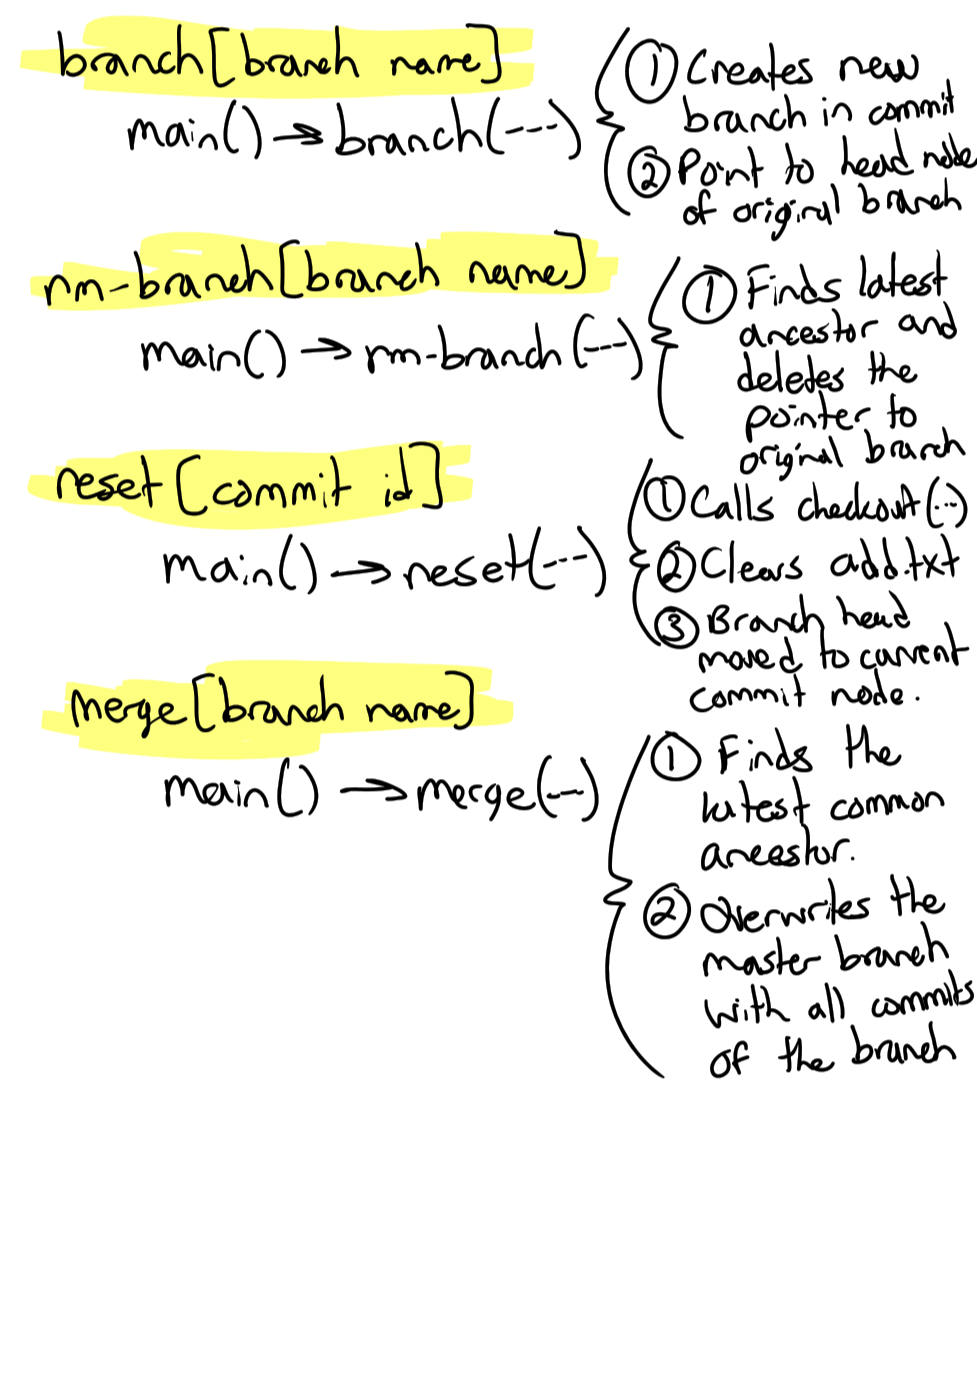 branch[branch name]
main() → branch(---)
① Creates new
branch in commit
② Point to head node
of original branch
rm-branch[branch name]
main() → rm-branch(---)
① Finds latest
ancestor and
deletes the
pointer to
original branch
reset[commit id]
main() → reset(---)
① Calls checkout(...)
② Clears add.txt
③ Branch head
moved to current
commit node.
merge[branch name]
main() → merge(---)
① Finds the
latest common
ancestor.
② Overwrites the
master branch
with all commits
of the branch